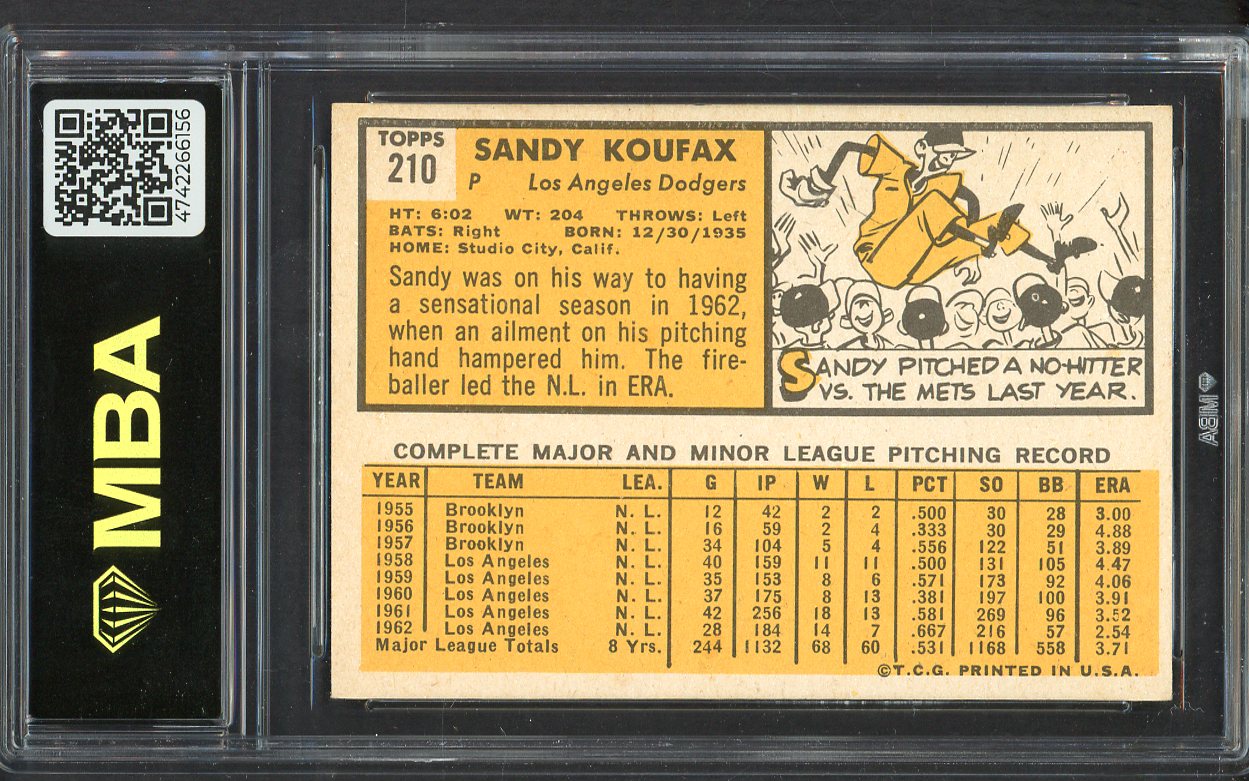 4742266156
MBA
TOPPS
210
SANDY KOUFAX
P Los Angeles Dodgers
HT: 6:02 WT: 204 THROWS: Left
BATS: Right BORN: 12/30/1935
HOME: Studio City, Calif.
Sandy was on his way to having
a sensational season in 1962,
when an ailment on his pitching
hand hampered him. The fire-
baller led the N.L. in ERA.
SANDY PITCHED A NO-HITTER
VS. THE METS LAST YEAR.
COMPLETE MAJOR AND MINOR LEAGUE PITCHING RECORD
YEAR TEAM LEA. G IP W L PCT SO BB ERA
1955 Brooklyn N. L. 12 42 2 2 .500 30 28 3.00
1956 Brooklyn N. L. 16 59 2 4 .333 30 29 4.88
1957 Brooklyn N. L. 34 104 5 4 .556 122 51 3.89
1958 Los Angeles N. L. 40 159 11 11 .500 131 105 4.47
1959 Los Angeles N. L. 35 153 8 6 .571 173 92 4.06
1960 Los Angeles N. L. 37 175 8 13 .381 197 100 3.91
1961 Los Angeles N. L. 42 256 18 13 .581 269 96 3.52
1962 Los Angeles N. L. 28 184 14 7 .667 216 57 2.54
Major League Totals 8 Yrs. 244 1132 68 60 .531 1168 558 3.71
©T.C.G. PRINTED IN U.S.A.
MBA